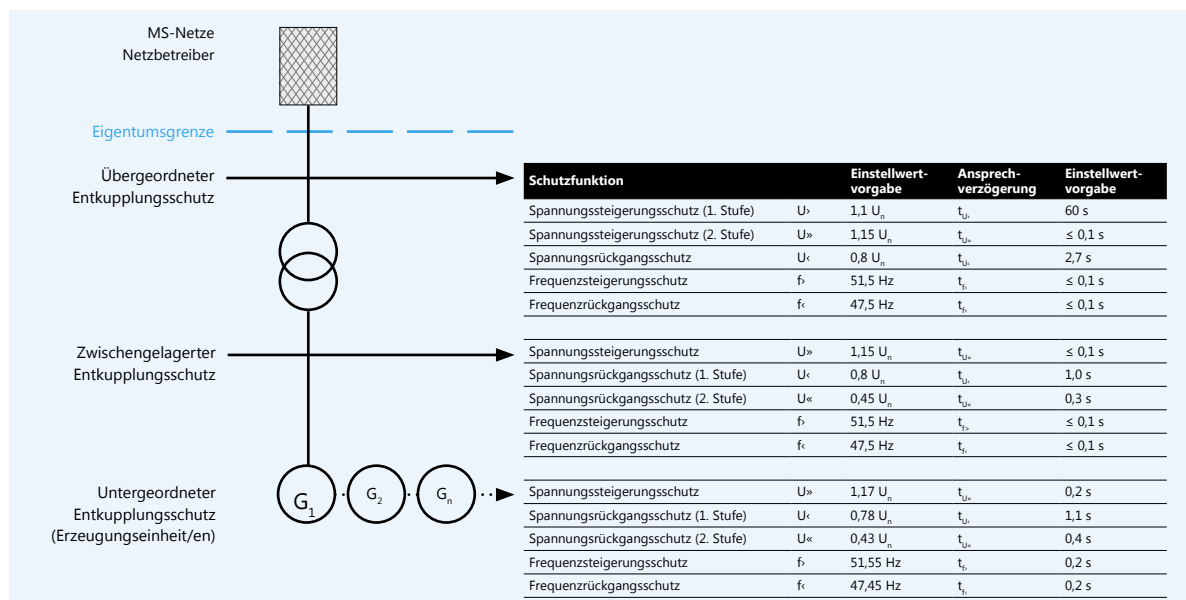 MS-Netze
Netzbetreiber
Eigentumsgrenze
Übergeordneter
Entkupplungsschutz
Schutzfunktion Einstellwert- Ansprech- Einstellwert-
vorgabe verzögerung vorgabe
Spannungssteigerungsschutz (1. Stufe) U› 1,1 Un tU› 60 s
Spannungssteigerungsschutz (2. Stufe) U» 1,15 Un tU» ≤ 0,1 s
Spannungsrückgangsschutz U‹ 0,8 Un tU‹ 2,7 s
Frequenzsteigerungsschutz f› 51,5 Hz tf› ≤ 0,1 s
Frequenzrückgangsschutz f‹ 47,5 Hz tf‹ ≤ 0,1 s
Zwischengelagerter
Entkupplungsschutz
Spannungssteigerungsschutz U» 1,15 Un tU» ≤ 0,1 s
Spannungsrückgangsschutz (1. Stufe) U‹ 0,8 Un tU‹ 1,0 s
Spannungsrückgangsschutz (2. Stufe) U« 0,45 Un tU« 0,3 s
Frequenzsteigerungsschutz f› 51,5 Hz tf> ≤ 0,1 s
Frequenzrückgangsschutz f‹ 47,5 Hz tf‹ ≤ 0,1 s
Untergeordneter
Entkupplungsschutz
(Erzeugungseinheit/en)
G1 G2 Gn
Spannungssteigerungsschutz U» 1,17 Un tU» 0,2 s
Spannungsrückgangsschutz (1. Stufe) U‹ 0,78 Un tU‹ 1,1 s
Spannungsrückgangsschutz (2. Stufe) U« 0,43 Un tU« 0,4 s
Frequenzsteigerungsschutz f› 51,55 Hz tf› 0,2 s
Frequenzrückgangsschutz f‹ 47,45 Hz tf‹ 0,2 s